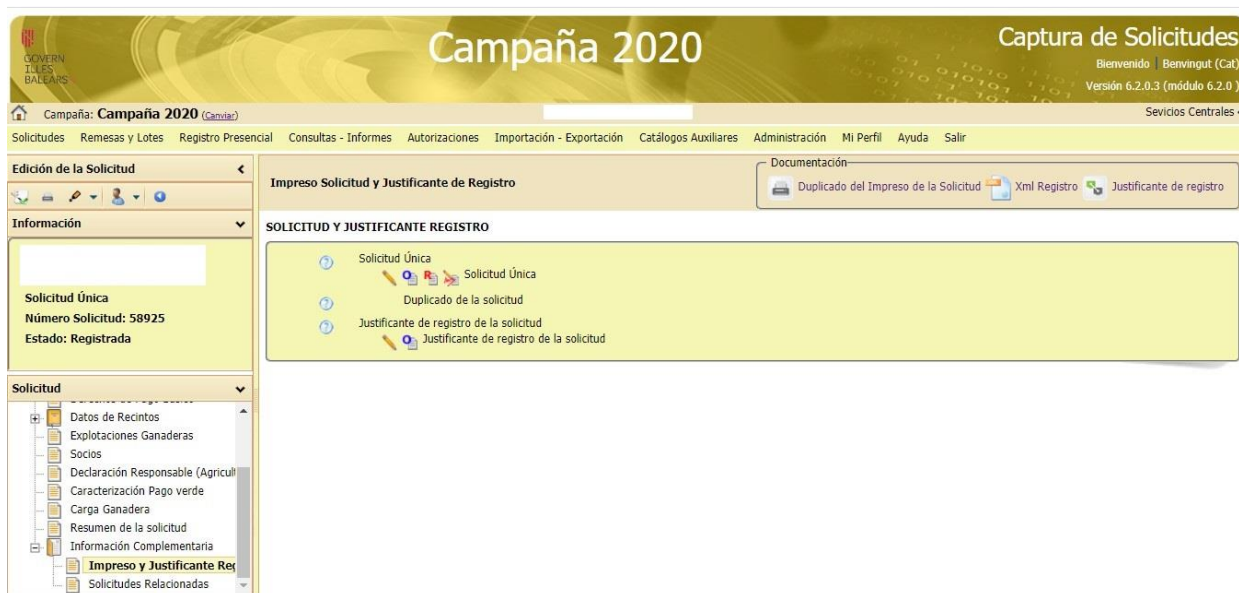 GOVERN
ILLES
BALEARS
Campaña 2020
Captura de Solicitudes
Bienvenido | Benvingut (Cat)
Versión 6.2.0.3 (módulo 6.2.0 )
Campaña: Campaña 2020 (Canviar)
Sevicios Centrales
Solicitudes Remesas y Lotes Registro Presencial Consultas - Informes Autorizaciones Importación - Exportación Catálogos Auxiliares Administración Mi Perfil Ayuda Salir
Edición de la Solicitud
Información
Solicitud Única
Número Solicitud: 58925
Estado: Registrada
Solicitud
Datos de Recintos
Explotaciones Ganaderas
Socios
Declaración Responsable (Agricult
Caracterización Pago verde
Carga Ganadera
Resumen de la solicitud
Información Complementaria
Impreso y Justificante Reg
Solicitudes Relacionadas
Impreso Solicitud y Justificante de Registro
Documentación
Duplicado del Impreso de la Solicitud Xml Registro Justificante de registro
SOLICITUD Y JUSTIFICANTE REGISTRO
Solicitud Única
Solicitud Única
Duplicado de la solicitud
Justificante de registro de la solicitud
Justificante de registro de la solicitud